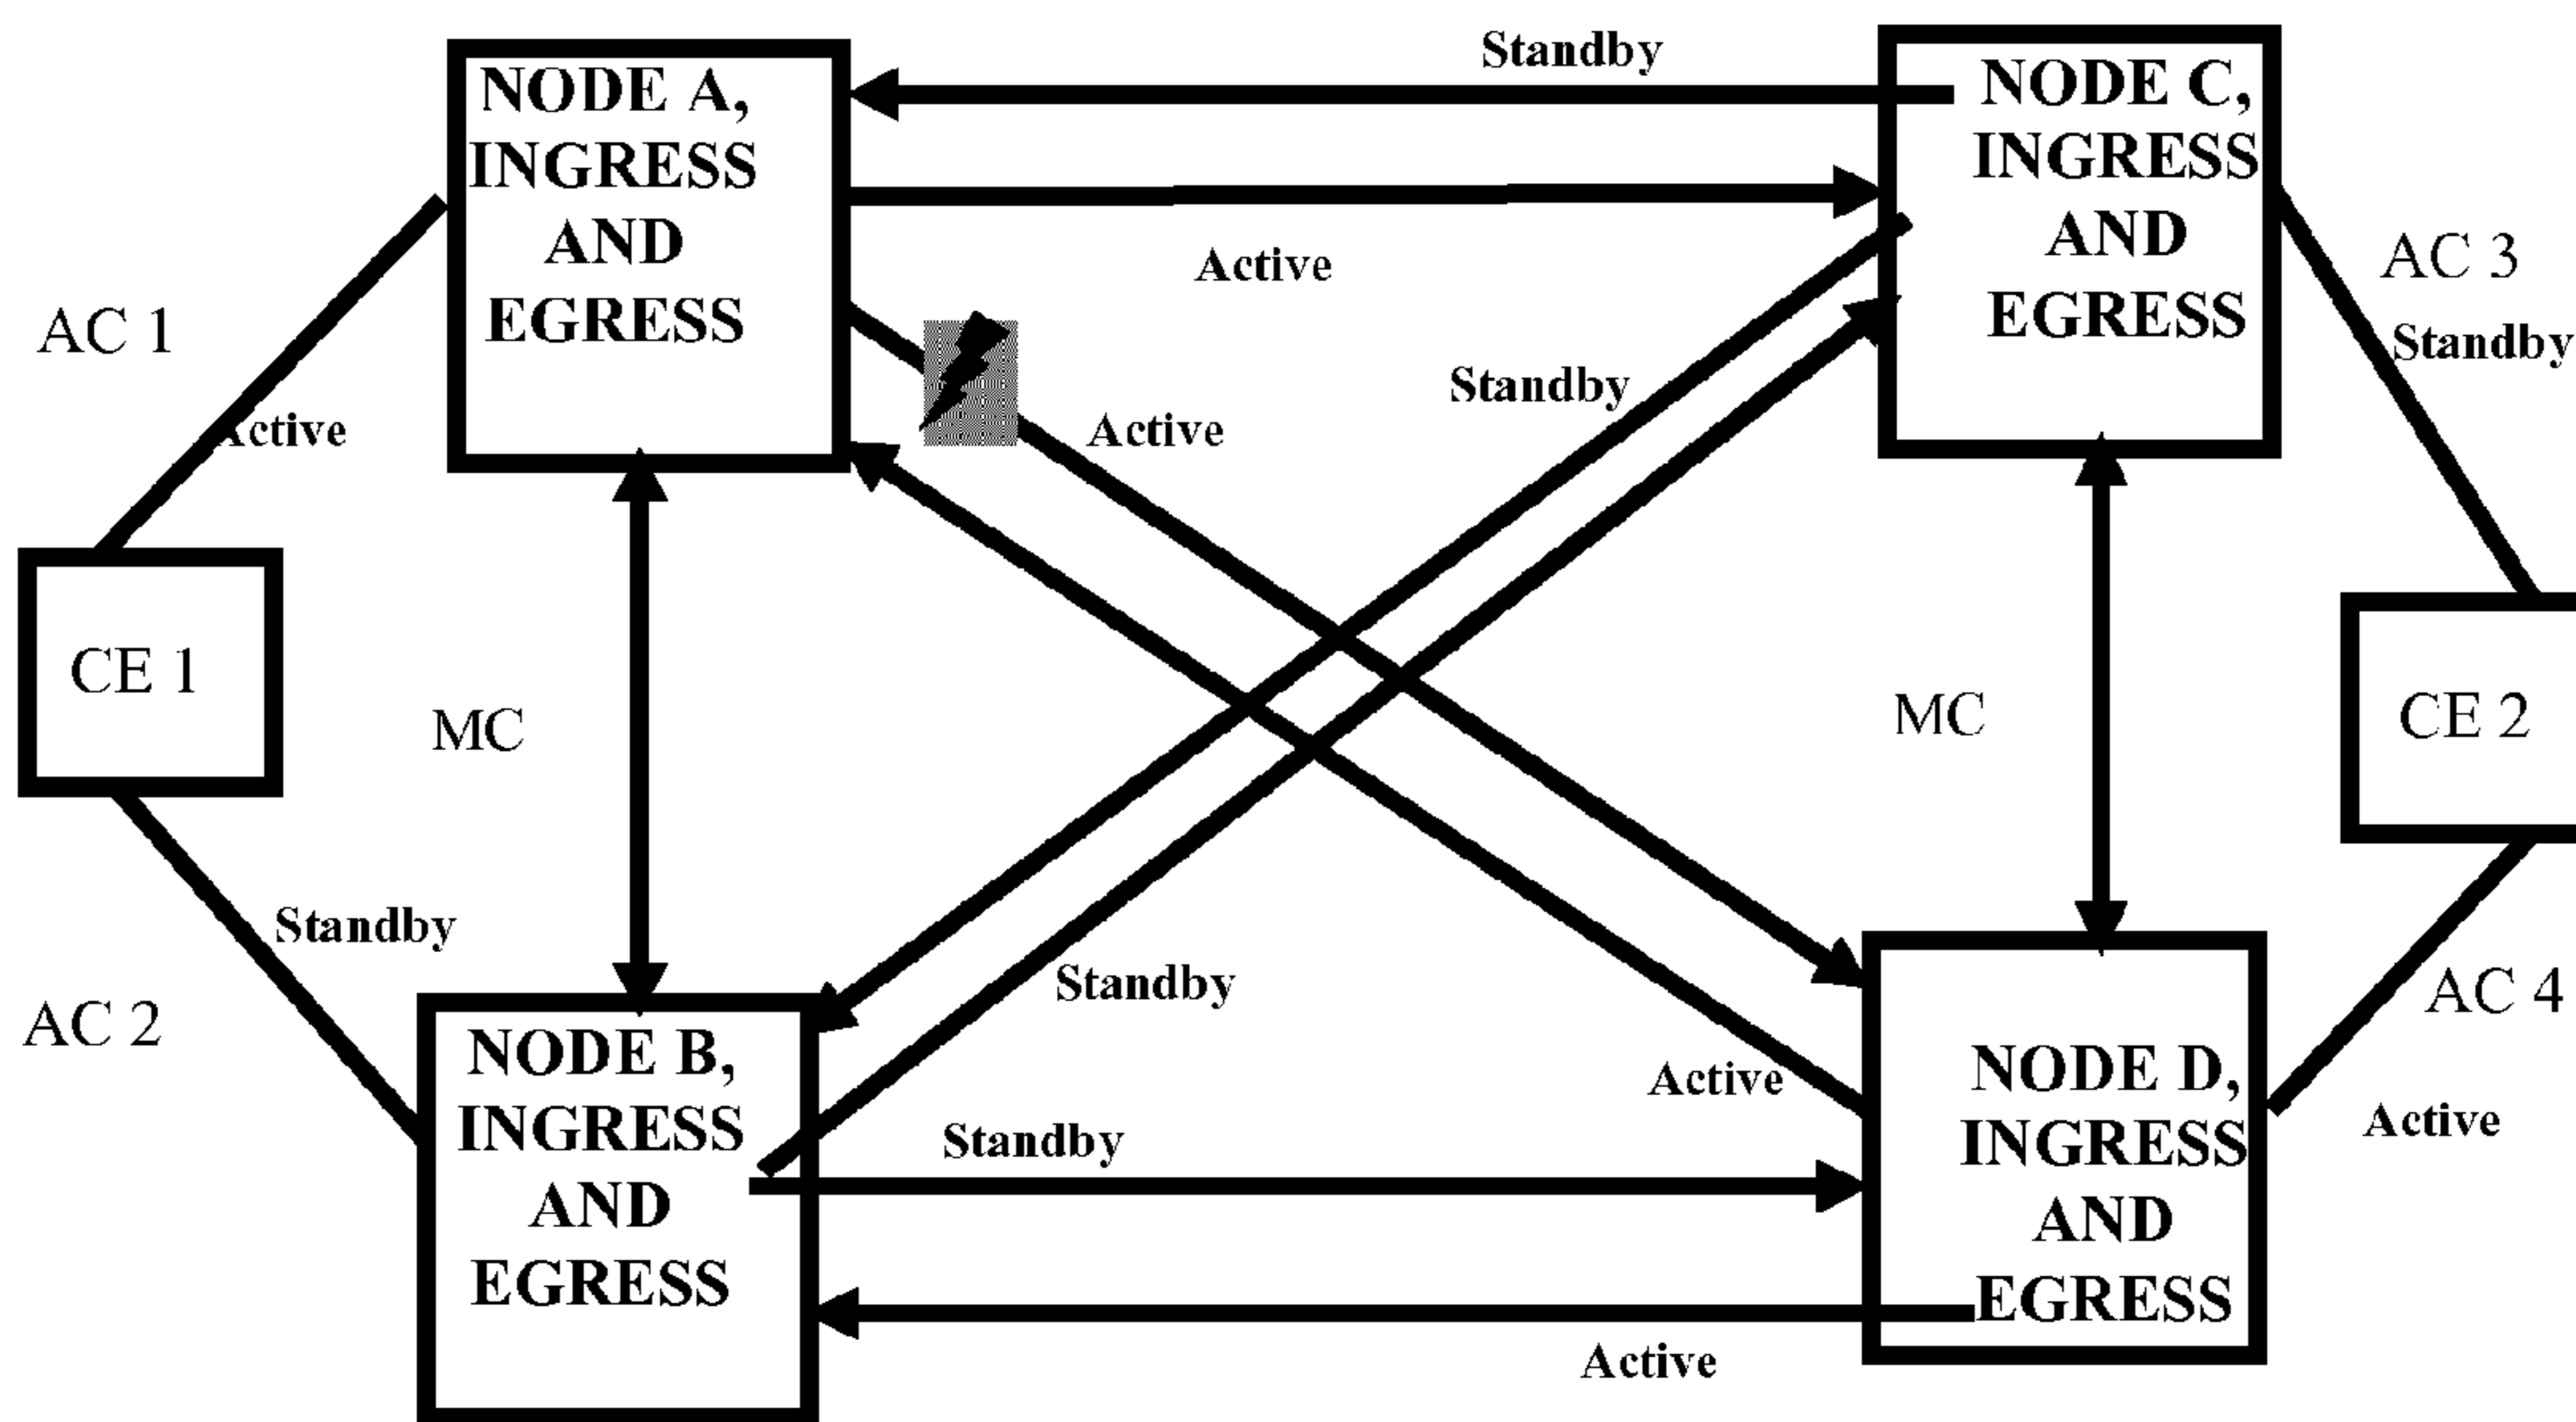 Standby
NODE A,
INGRESS
AND
EGRESS
NODE C,
INGRESS
AND
EGRESS
Active
AC 1
Active
Active
Standby
AC 3
Standby
CE 1
MC
MC
CE 2
Standby
AC 2
Standby
NODE B,
INGRESS
AND
EGRESS
Standby
Active
NODE D,
INGRESS
AND
EGRESS
AC 4
Active
Active